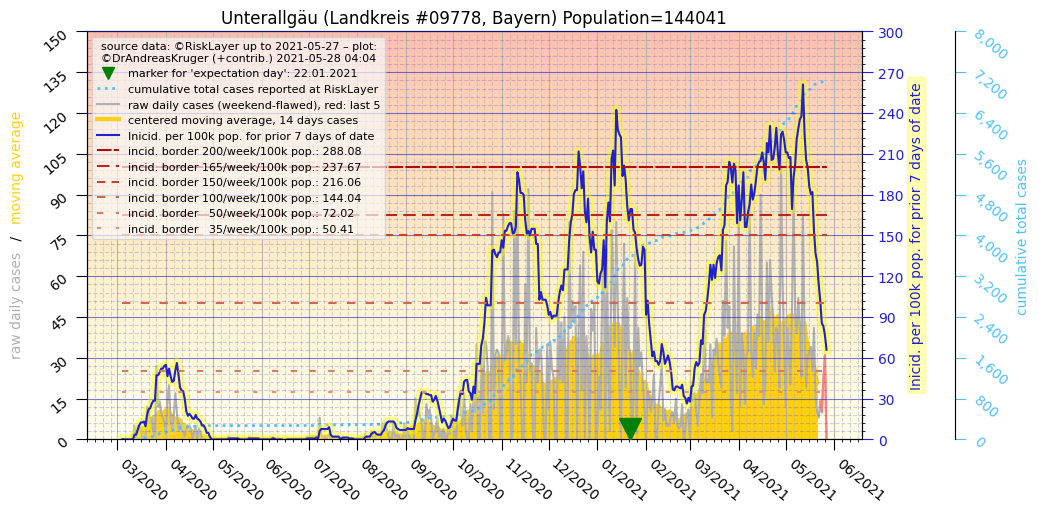 Unterallgäu (Landkreis #09778, Bayern) Population=144041
source data: ©RiskLayer up to 2021-05-27 – plot:
©DrAndreasKruger (+contrib.) 2021-05-28 04:04
marker for 'expectation day': 22.01.2021
cumulative total cases reported at RiskLayer
raw daily cases (weekend-flawed), red: last 5
centered moving average, 14 days cases
Inicid. per 100k pop. for prior 7 days of date
incid. border 200/week/100k pop.: 288.08
incid. border 165/week/100k pop.: 237.67
incid. border 150/week/100k pop.: 216.06
incid. border 100/week/100k pop.: 144.04
incid. border   50/week/100k pop.: 72.02
incid. border   35/week/100k pop.: 50.41
raw daily cases   /   moving average
150
135
120
105
90
75
60
45
30
15
0
300
270
240
210
180
150
120
90
60
30
0
Inicid. per 100k pop. for prior 7 days of date
8,000
7,200
6,400
5,600
4,800
4,000
3,200
2,400
1,600
800
0
cumulative total cases
03/2020
04/2020
05/2020
06/2020
07/2020
08/2020
09/2020
10/2020
11/2020
12/2020
01/2021
02/2021
03/2021
04/2021
05/2021
06/2021